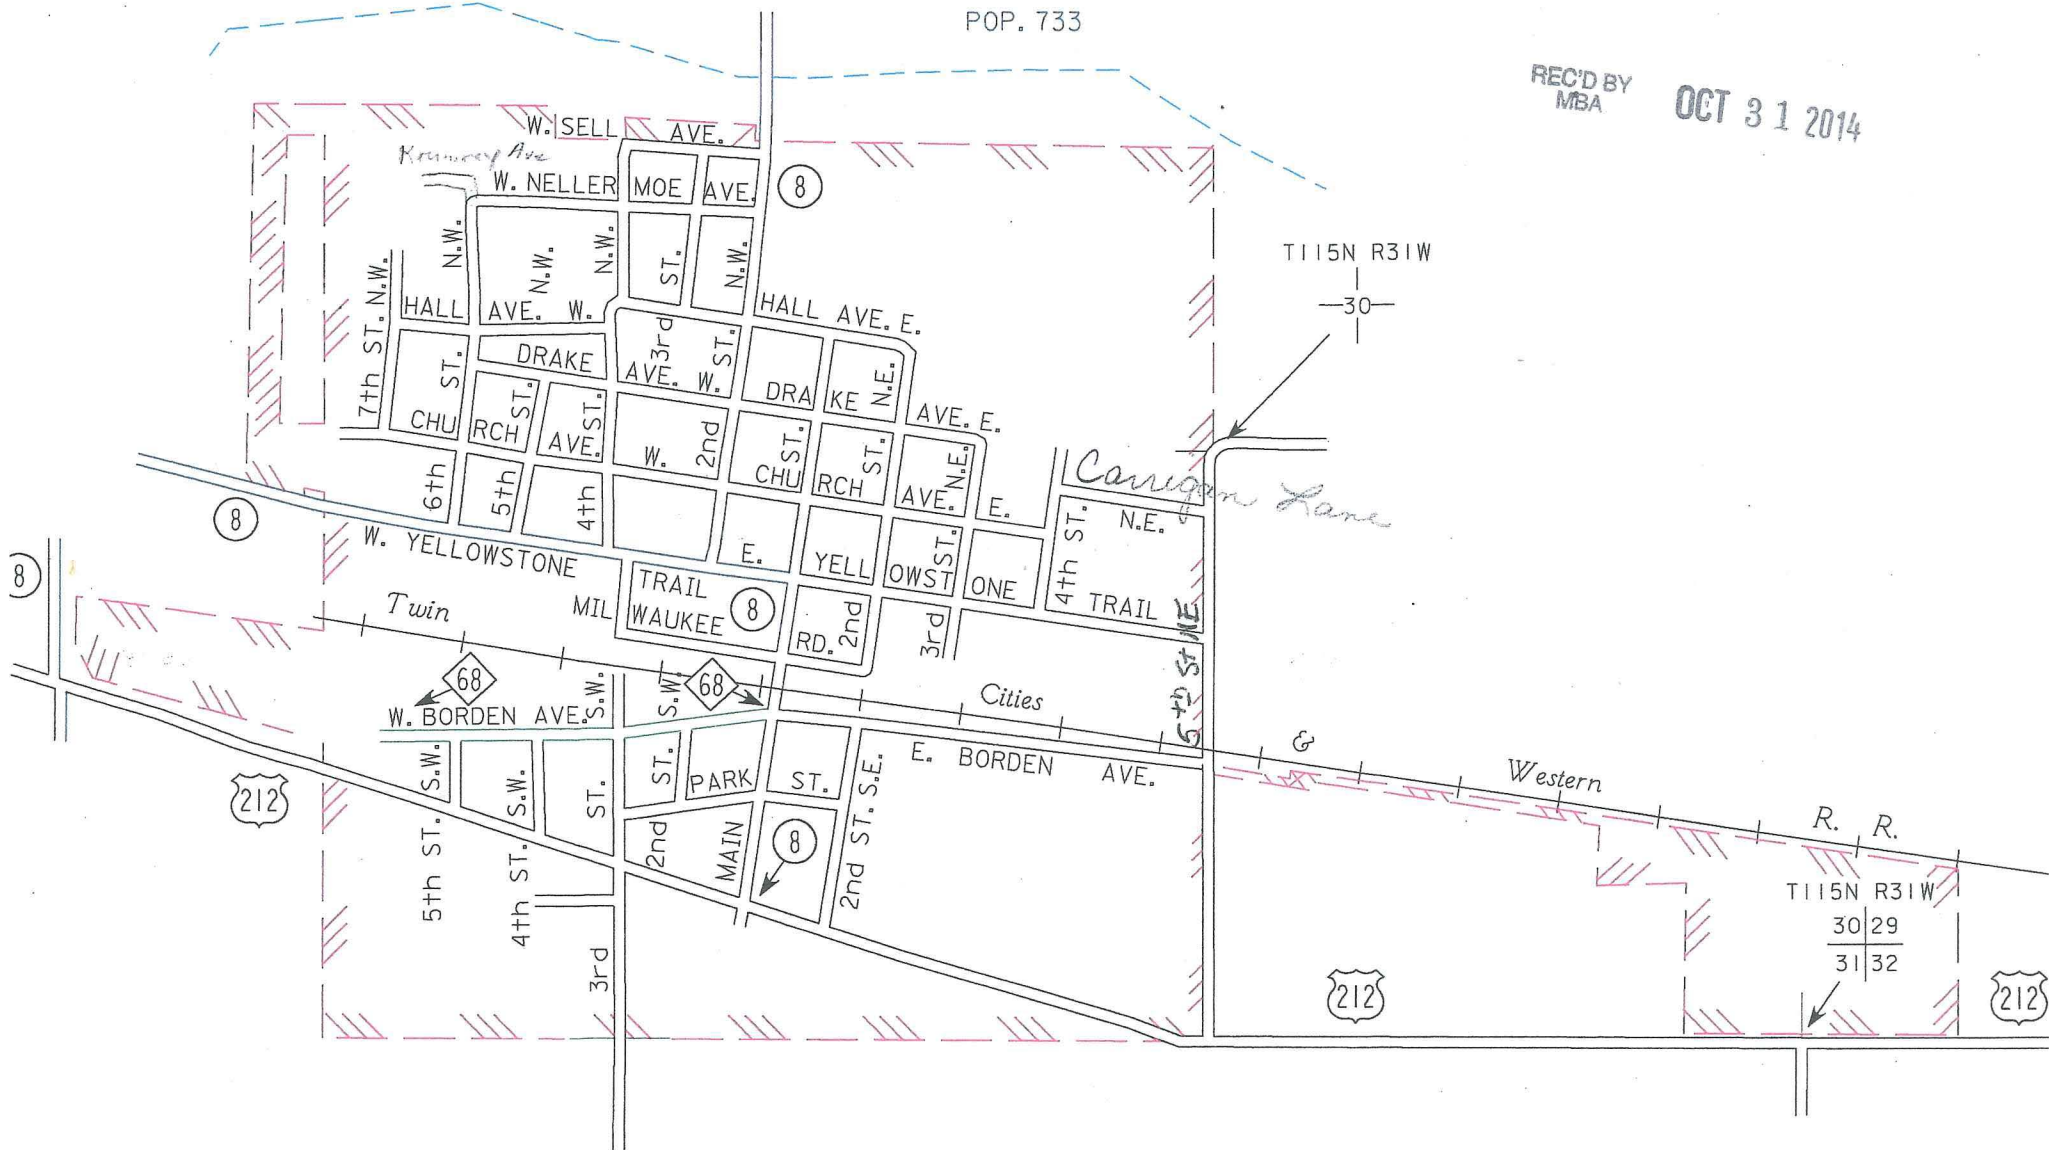 POP. 733
REC'D BY
MBA
OCT 3 1 2014
W. SELL AVE.
W. NELLER MOE AVE.
8
T115N R31W
30
N.W.
N.W.
N.W.
ST.
N.W.
7th ST. N.W.
HALL AVE. W.
HALL AVE. E.
DRAKE AVE. W.
3rd
ST.
DRAKE AVE. E.
N.E.
ST.
ST.
ST.
CHURCH AVE. W.
2nd
ST.
ST.
N.E.
CHURCH AVE. E.
Carrigan Lane
N.E.
6th
5th
4th
8
W. YELLOWSTONE TRAIL
E. YELLOWSTONE TRAIL
ST.
4th ST.
8
MILWAUKEE RD.
8
2nd
3rd
5th St NE
Twin Cities & Western R. R.
68
68
W. BORDEN AVE.
S.W.
S.W.
E. BORDEN AVE.
212
S.W.
S.W.
ST.
ST.
PARK ST.
2nd ST. S.E.
5th ST.
4th ST.
2nd
MAIN
8
3rd
T115N R31W
30 29
31 32
212
212